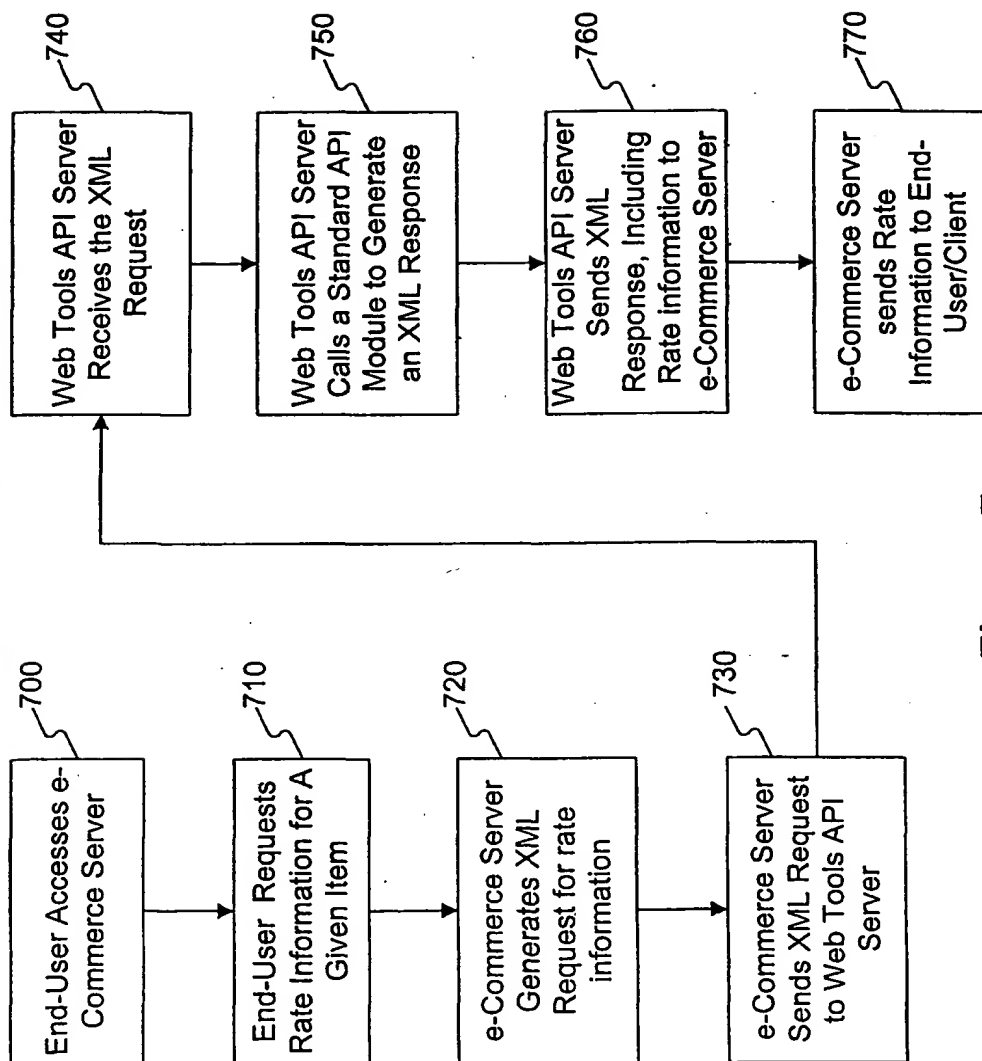 700
End-User Accesses e-
Commerce Server
710
End-User Requests
Rate Information for A
Given Item
720
e-Commerce Server
Generates XML
Request for rate
information
730
e-Commerce Server
Sends XML Request
to Web Tools API
Server
740
Web Tools API Server
Receives the XML
Request
750
Web Tools API Server
Calls a Standard API
Module to Generate
an XML Response
760
Web Tools API Server
Sends XML
Response, Including
Rate information to
e-Commerce Server
770
e-Commerce Server
sends Rate
Information to End-
User/Client